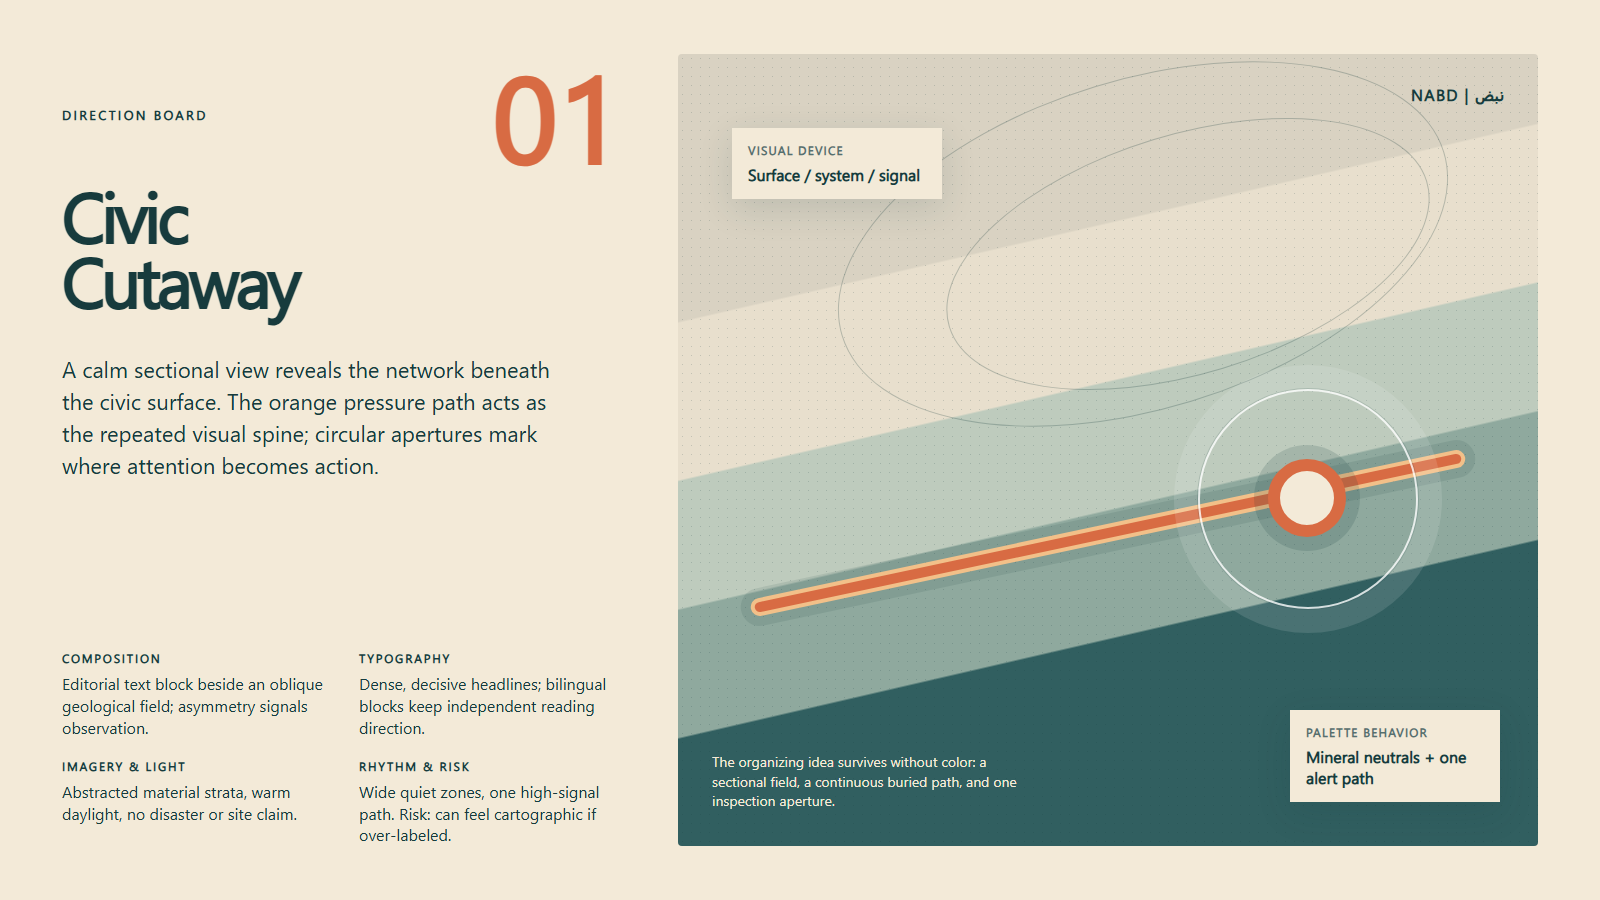 DIRECTION BOARD
01
Civic
Cutaway
A calm sectional view reveals the network beneath
the civic surface. The orange pressure path acts as
the repeated visual spine; circular apertures mark
where attention becomes action.
COMPOSITION
Editorial text block beside an oblique
geological field; asymmetry signals
observation.
TYPOGRAPHY
Dense, decisive headlines; bilingual
blocks keep independent reading
direction.
IMAGERY & LIGHT
Abstracted material strata, warm
daylight, no disaster or site claim.
RHYTHM & RISK
Wide quiet zones, one high-signal
path. Risk: can feel cartographic if
over-labeled.
NABD | نبض
VISUAL DEVICE
Surface / system / signal
The organizing idea survives without color: a
sectional field, a continuous buried path, and one
inspection aperture.
PALETTE BEHAVIOR
Mineral neutrals + one
alert path